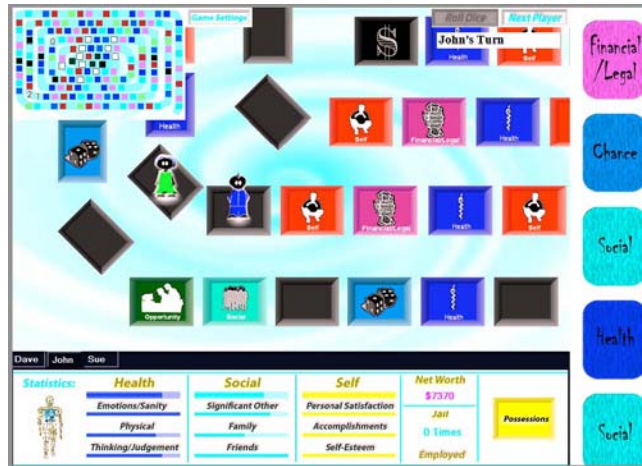 Game Settings
Roll Dice
Next Player
John's Turn
$
Health
Self
Health
Self
Financial/Legal
Health
Self
Financial/Legal
Health
Self
Opportunity
Social
Health
Financial
/Legal
Chance
Social
Health
Social
Dave
John
Sue
Statistics:
Health
Emotions/Sanity
Physical
Thinking/Judgement
Social
Significant Other
Family
Friends
Self
Personal Satisfaction
Accomplishments
Self-Esteem
Net Worth
$7370
Jail
0 Times
Employed
Possessions